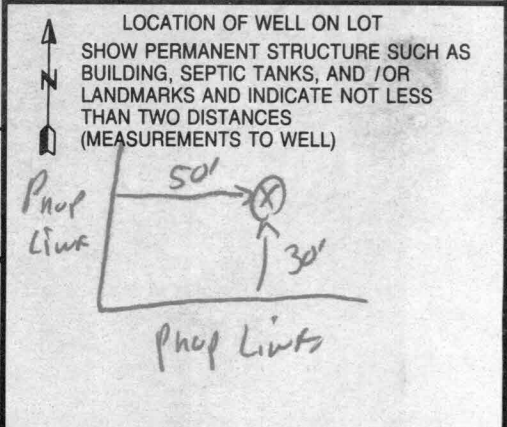 LOCATION OF WELL ON LOT
SHOW PERMANENT STRUCTURE SUCH AS
BUILDING, SEPTIC TANKS, AND /OR
LANDMARKS AND INDICATE NOT LESS
THAN TWO DISTANCES
(MEASUREMENTS TO WELL)
N
50'
Prop
Line
X
30'
Prop Line